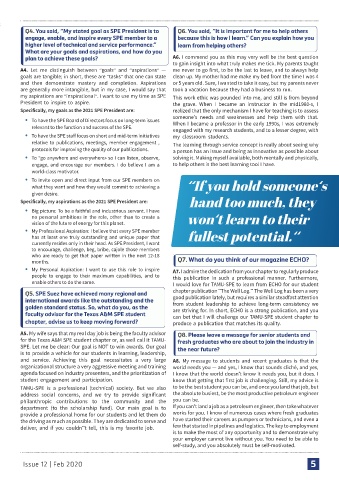 Q4. You said, "My stated goal as SPE President is to
engage, enable, and inspire every SPE member to a
higher level of technical and service performance."
What are your goals and aspirations, and how do you
plan to achieve these goals?
A4. Let me distinguish between "goals" and "aspirations" –
goals are tangible; in short, these are "tasks" that one can state
and then demonstrate mastery and completion. Aspirations
are generally more intangible, but in my case, I would say that
my aspirations are "inspirational": I want to use my time as SPE
President to inspire to aspire.
Specifically, my goals as the 2021 SPE President are:
• To have the SPE Board of Directors focus on long-term issues
relevant to the function and success of the SPE.
• To have the SPE staff focus on short and mid-term initiatives
relative to publications, meetings, member engagement,
processes for improving the quality of our publications.
• To "go anywhere and everywhere» so I can listen, observe,
engage, and encourage our members. I do believe I am a
world-class motivator.
• To invite open and direct input from our SPE members on
what they want and how they would commit to achieving a
given desire.
Specifically, my aspirations as the 2021 SPE President are:
• Big picture: To be a faithful and industrious servant. I have
no personal ambitions in the role, other than to create a
vision of the future of energy for this planet.
• My Professional Aspiration: I believe that every SPE member
has at least one truly outstanding and unique paper that
currently resides only in their head. As SPE President, I want
to encourage, challenge, beg, bribe, cajole those members
who are ready to get that paper written in the next 12-18
months.
• My Personal Aspiration: I want to use this role to inspire
people to engage to their maximum capabilities, and to
enable others to do the same.
Q5. SPE Suez have achieved many regional and
international awards like the outstanding and the
golden standard status. So, what do you, as the
faculty advisor for the Texas A&M SPE student
chapter, advise us to keep moving forward?
A5. My wife says that my real day job is being the faculty advisor
for the Texas A&M SPE student chapter or, as we call it TAMU-
SPE. Let me be clear: Our goal is NOT to win awards. Our goal
is to provide a vehicle for our students in learning, leadership,
and service. Achieving this goal necessitates a very large
organizational structure a very aggressive meeting and training
agenda focused on industry presenters, and the prioritization of
student engagement and participation.
TAMU-SPE is a professional (technical) society. But we also
address social concerns, and we try to provide significant
philanthropic contributions to the community and the
department (to the scholarship fund). Our main goal is to
provide a professional home for our students and let them do
the driving as much as possible. They are dedicated to serve and
deliver, and if you couldn't tell, this is my favorite job.
Q6. You said, "It is important for me to help others
because this is how I learn." Can you explain how you
learn from helping others?
A6. I commend you as this may very well be the best question
to gain insight into what truly makes me tick. My parents taught
me never to go first, to be the last to leave, and to always help
clean up. My mother had me make my bed from the time I was 4
or 5 years old. Sure, I wanted to take it easy, but my parents never
took a vacation because they had a business to run.
This work ethic was pounded into me, and still is from beyond
the grave. When I became an instructor in the mid1980-s, I
realized that the only mechanism I have for teaching is to assess
someone's needs and weaknesses and help them with that.
When I became a professor in the early 1990s, I was extremely
engaged with my research students, and to a lesser degree, with
my classroom students.
The learning through service concept is really about seeing why
a person has an issue and being as innovative as possible about
solving it. Making myself available, both mentally and physically,
to help others is the best learning tool I have.
"If you hold someone's
hand too much, they
won't learn to their
fullest potential."
Q7. What do you think of our magazine ECHO?
A7. I admire the dedication from your chapter to regularly produce
this publication in such a professional manner. Furthermore,
I would love for TAMU-SPE to learn from ECHO for our student
chapter publication "The Well Log." The Well Log has been a very
good publication lately, but requires a similar steadfast attention
from student leadership to achieve long-term consistency we
are striving for. In short, ECHO is a strong publication, and you
can bet that I will challenge our TAMU-SPE student chapter to
produce a publication that matches its quality.
Q8. Please leave a message for senior students and
fresh graduates who are about to join the industry in
the near future?
A8. My message to students and recent graduates is that the
world needs you — and yes, I know that sounds cliché, and yes,
I know that the world doesn't know it needs you, but it does. I
know that getting that first job is challenging. Still, my advice is
to be the best student you can be, and once you land that job, be
the absolute busiest, be the most productive petroleum engineer
you can be.
If you can't land a job as a petroleum engineer, then take whatever
works for you. I know of numerous cases where fresh graduates
have started their careers as pumpers or technicians, and even a
few that started in pipelines and logistics. The key to employment
is to make the most of any opportunity and to demonstrate why
your employer cannot live without you. You need to be able to
self-study, and you absolutely must be self-motivated.
Issue 12 | Feb 2020
5